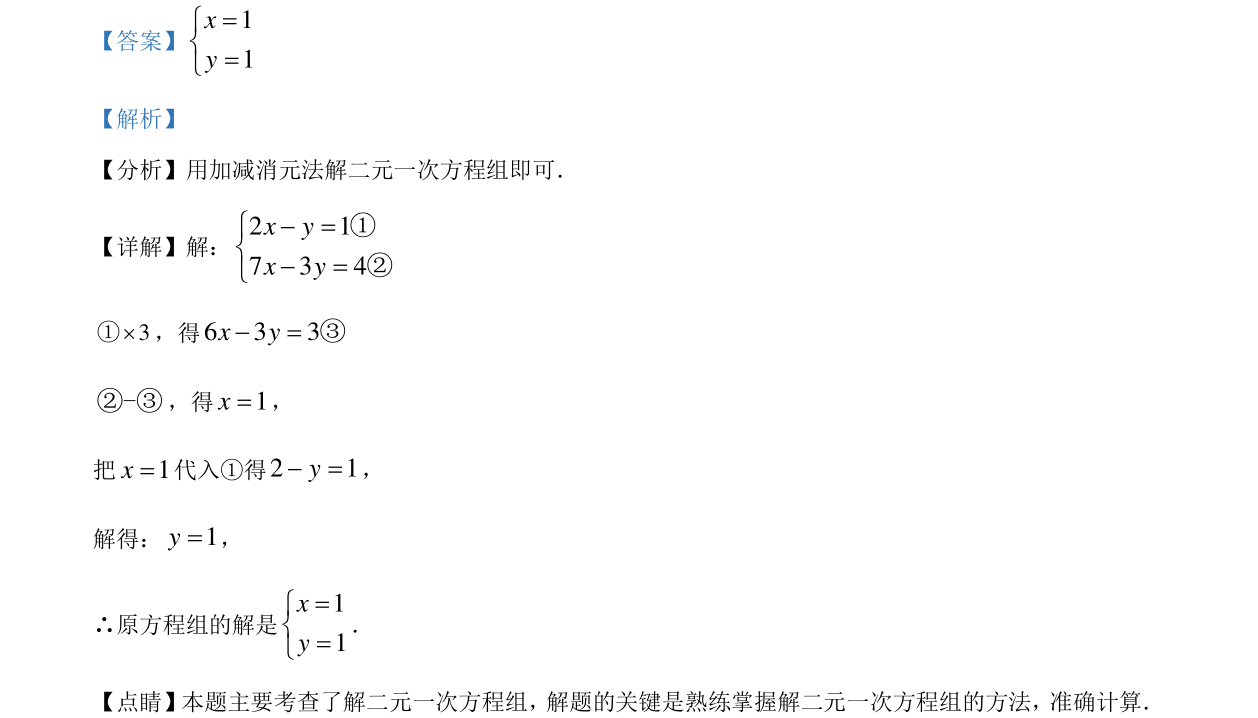 【答案】{x=1
y=1
【解析】
【分析】用加减消元法解二元一次方程组即可.
【详解】解：{2x−y=1①
7x−3y=4②
①×3，得6x−3y=3③
②−③，得x=1，
把x=1代入①得2−y=1，
解得：y=1，
∴原方程组的解是{x=1
y=1.
【点睛】本题主要考查了解二元一次方程组，解题的关键是熟练掌握解二元一次方程组的方法，准确计算.